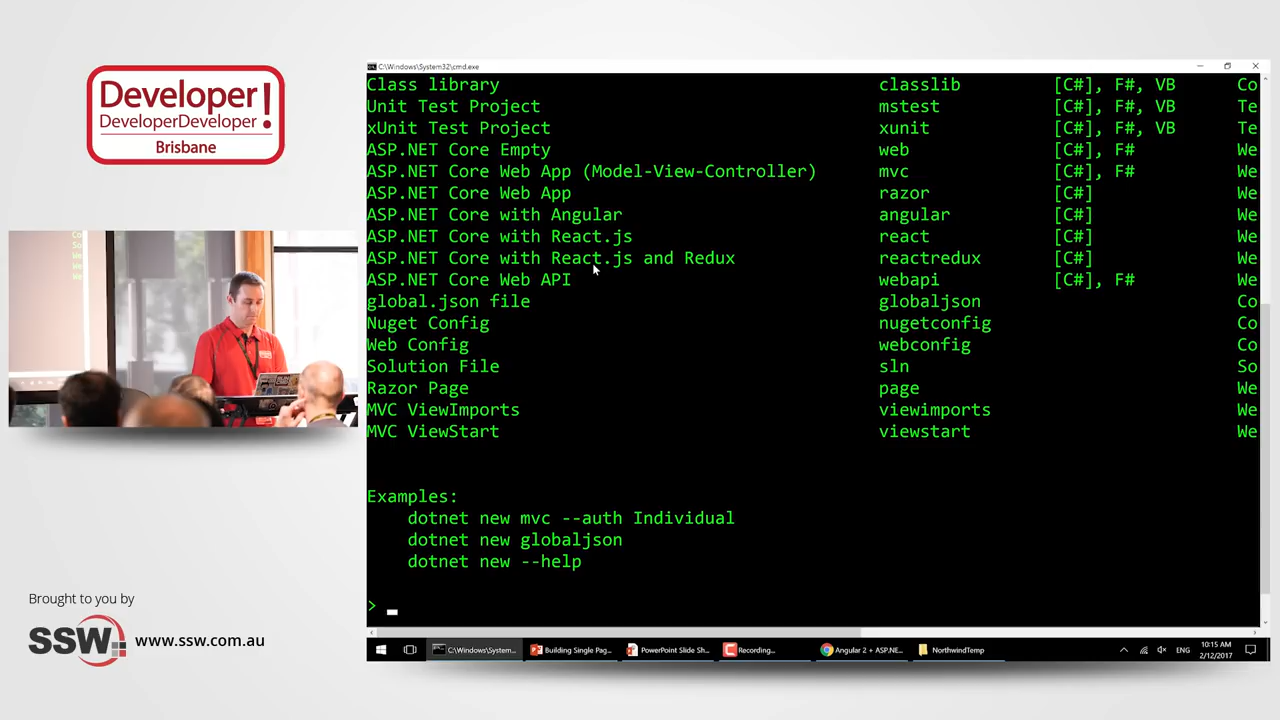 Developer!
DeveloperDeveloper
Brisbane
Brought to you by
SSW
www.ssw.com.au
C:\Windows\System32\cmd.exe
Class library classlib [C#], F#, VB Co
Unit Test Project mstest [C#], F#, VB Te
xUnit Test Project xunit [C#], F#, VB Te
ASP.NET Core Empty web [C#], F# We
ASP.NET Core Web App (Model-View-Controller) mvc [C#], F# We
ASP.NET Core Web App razor [C#] We
ASP.NET Core with Angular angular [C#] We
ASP.NET Core with React.js react [C#] We
ASP.NET Core with React.js and Redux reactredux [C#] We
ASP.NET Core Web API webapi [C#], F# We
global.json file globaljson Co
Nuget Config nugetconfig Co
Web Config webconfig Co
Solution File sln So
Razor Page page We
MVC ViewImports viewimports We
MVC ViewStart viewstart We
Examples:
dotnet new mvc --auth Individual
dotnet new globaljson
dotnet new --help
>
C:\Windows\System... Building Single Pag... PowerPoint Slide Sh... Recording... Angular 2 + ASP.NE... NorthwindTemp ENG 10:15 AM
2/12/2017